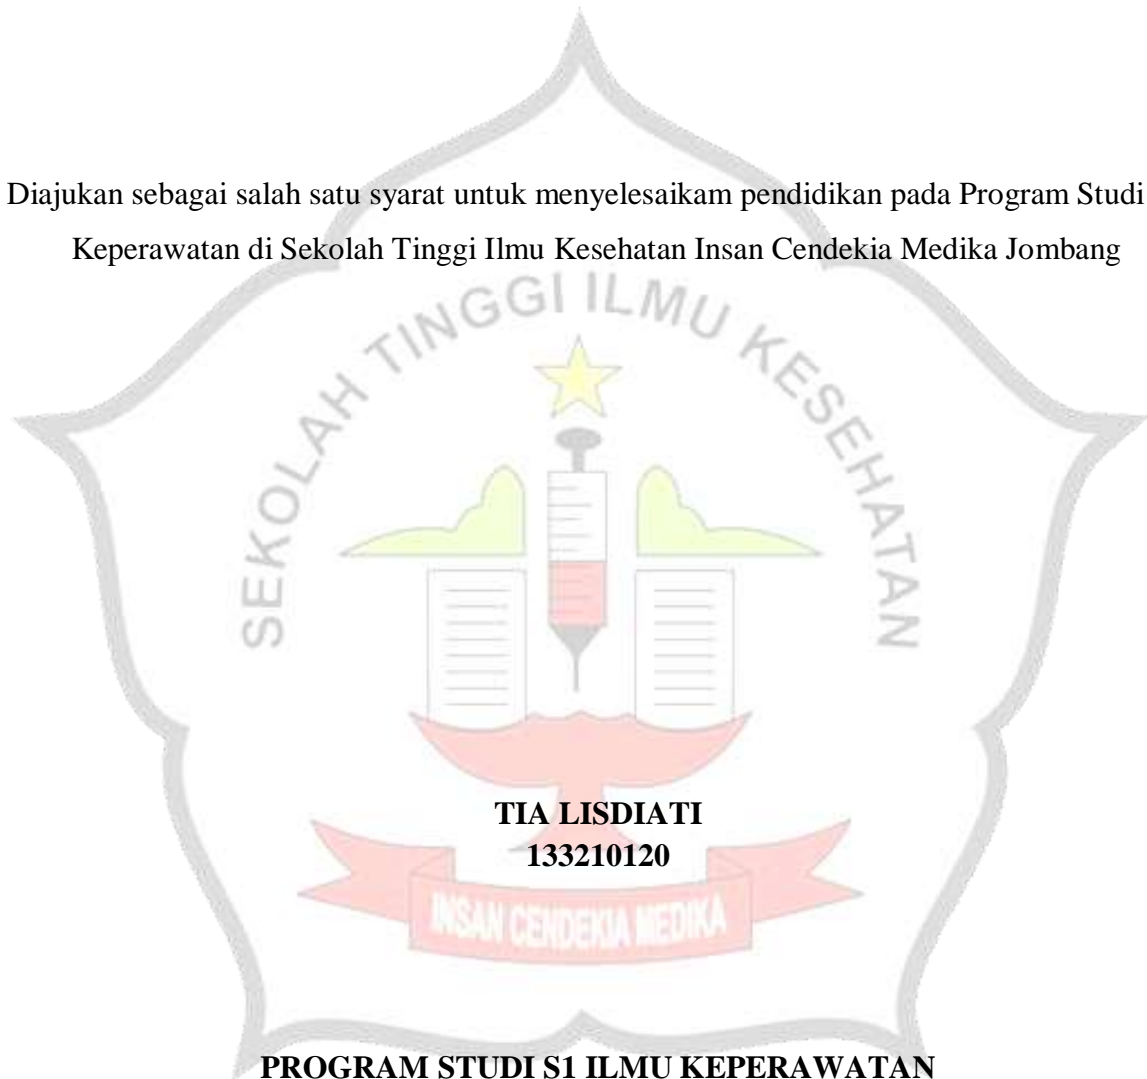 Diajukan sebagai salah satu syarat untuk menyelesaikam pendidikan pada Program Studi
Keperawatan di Sekolah Tinggi Ilmu Kesehatan Insan Cendekia Medika Jombang
SEKOLAH TINGGI ILMU KESEHATAN
TIA LISDIATI
133210120
INSAN CENDEKIA MEDIKA
PROGRAM STUDI S1 ILMU KEPERAWATAN